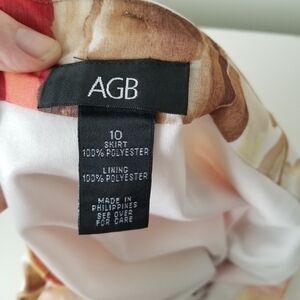 AGB
10
SKIRT
100% POLYESTER
LINING
100% POLYESTER
MADE IN
PHILIPPINES
SEE OVER
FOR CARE